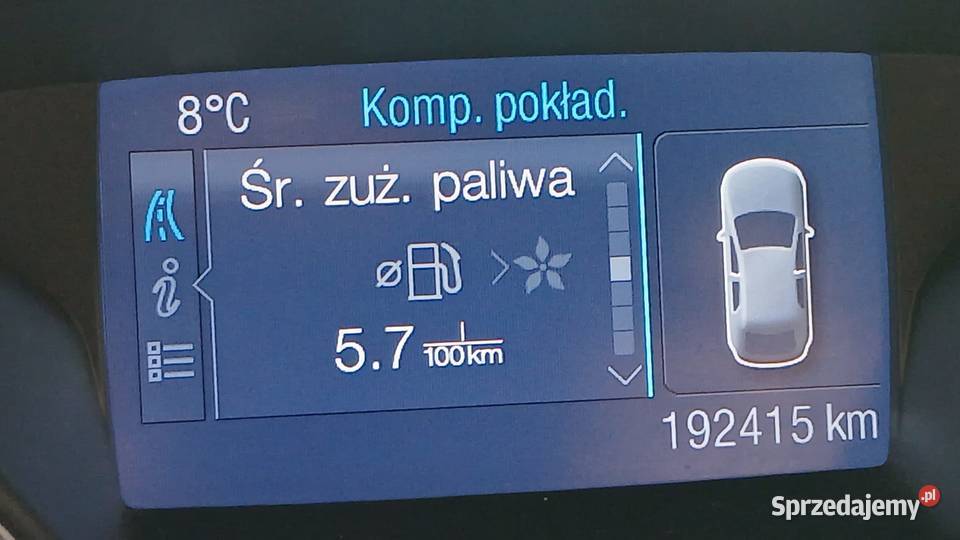 8°C
Komp. pokład.
Śr. zuż. paliwa
⌀
5.7 l/100km
192415 km
Sprzedajemy.pl